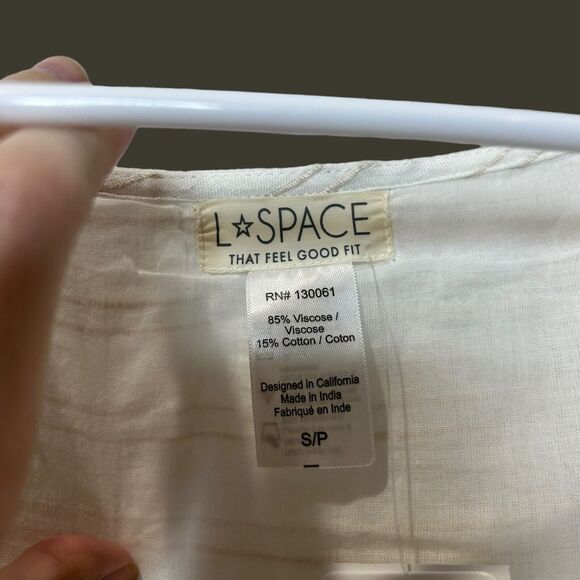 L☆SPACE
THAT FEEL GOOD FIT
RN# 130061
85% Viscose /
Viscose
15% Cotton / Coton
Designed in California
Made in India
Fabriqué en Inde
S/P